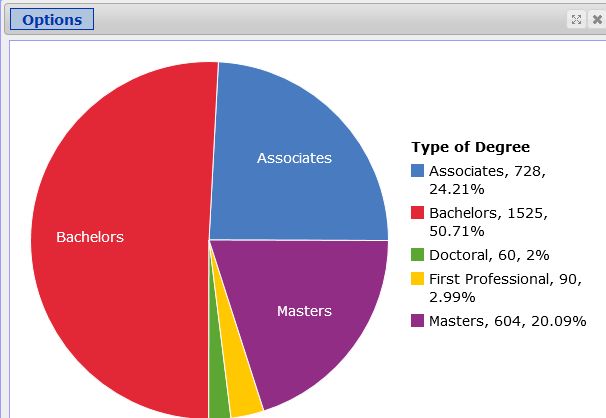 Options
Associates
Bachelors
Masters
Type of Degree
Associates, 728,
24.21%
Bachelors, 1525,
50.71%
Doctoral, 60, 2%
First Professional, 90,
2.99%
Masters, 604, 20.09%